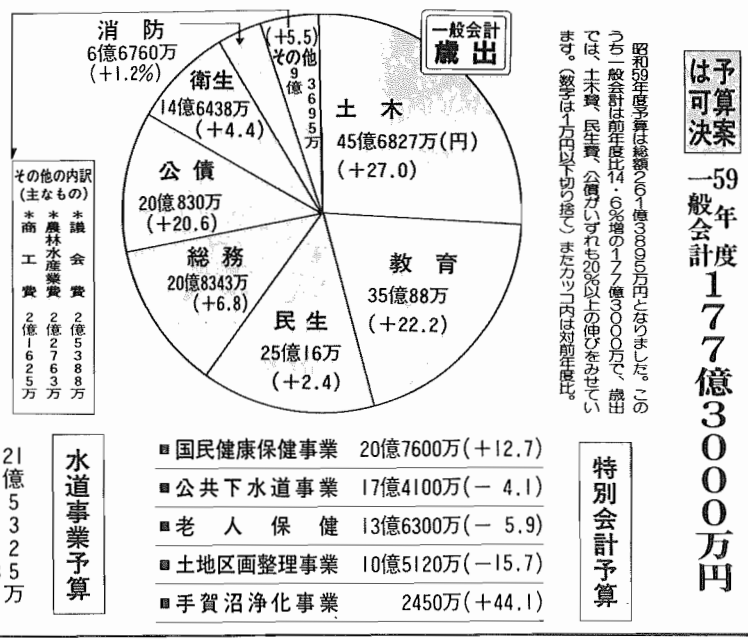 予算案は可決
59年度
一般会計
177億3000万円
昭和59年度予算は総額261億3895万円となりました。この
うち一般会計は前年度比14・6%増の177億3000万で、歳出
では、土木費、民生費、公債がいずれも20%以上の伸びをみせてい
ます。(数字は1万円以下切り捨て)またカッコ内は対前年度比。
一般会計
歳出
土木
45億6827万(円)
(+27.0)
教育
35億88万
(+22.2)
民生
25億16万
(+2.4)
総務
20億8343万
(+6.8)
公債
20億830万
(+20.6)
衛生
14億6438万
(+4.4)
消防
6億6760万
(+1.2%)
(+5.5)
その他
9億3695万
その他の内訳
(主なもの)
*議会費 2億5388万
*農林水産業費 2億2763万
*商工費 2億1625万
特別会計予算
国民健康保健事業 20億7600万(+12.7)
公共下水道事業 17億4100万(− 4.1)
老人保健 13億6300万(− 5.9)
土地区画整理事業 10億5120万(−15.7)
手賀沼浄化事業 2450万(+44.1)
水道事業予算
21億5325万